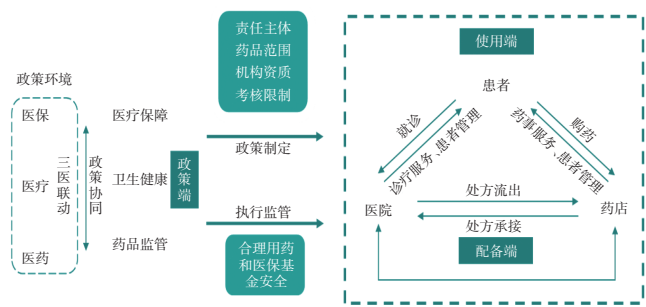 政策环境
医保
医疗
医药
三医联动
政策协同
医疗保障
卫生健康
药品监管
政策端
责任主体
药品范围
机构资质
考核限制
政策制定
执行监管
合理用药
和医保基
金安全
使用端
患者
就诊
诊疗服务、患者管理
购药
药事服务、患者管理
医院
处方流出
处方承接
药店
配备端